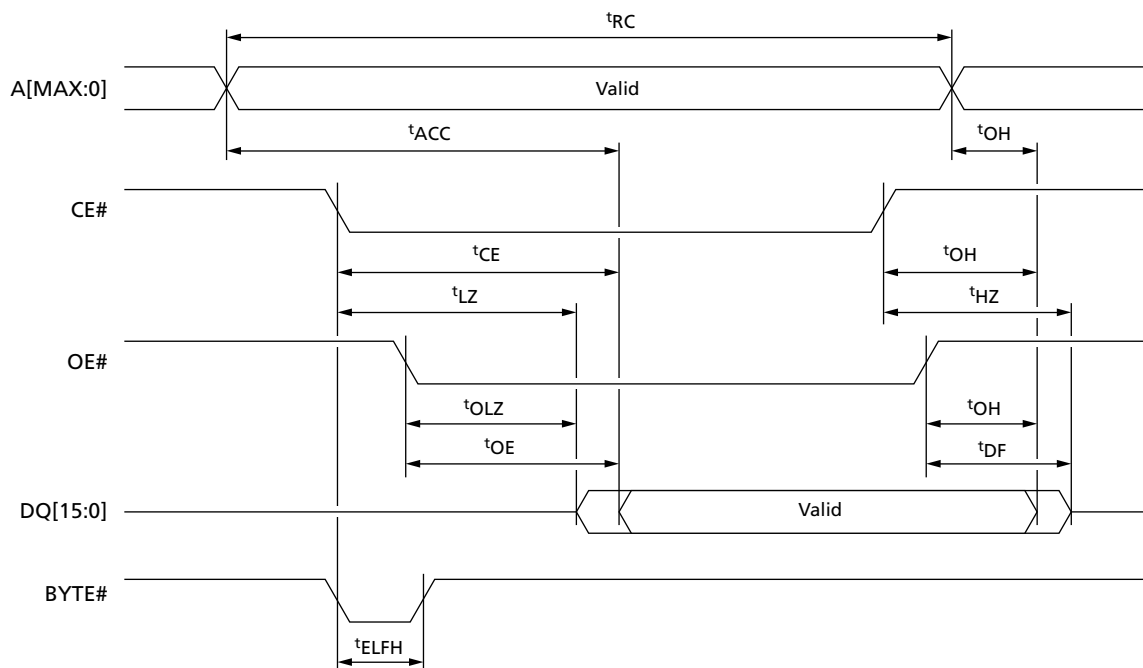 tRC
A[MAX:0]
Valid
tACC
tOH
CE#
tCE
tOH
tLZ
tHZ
OE#
tOLZ
tOH
tOE
tDF
DQ[15:0]
Valid
BYTE#
tELFH